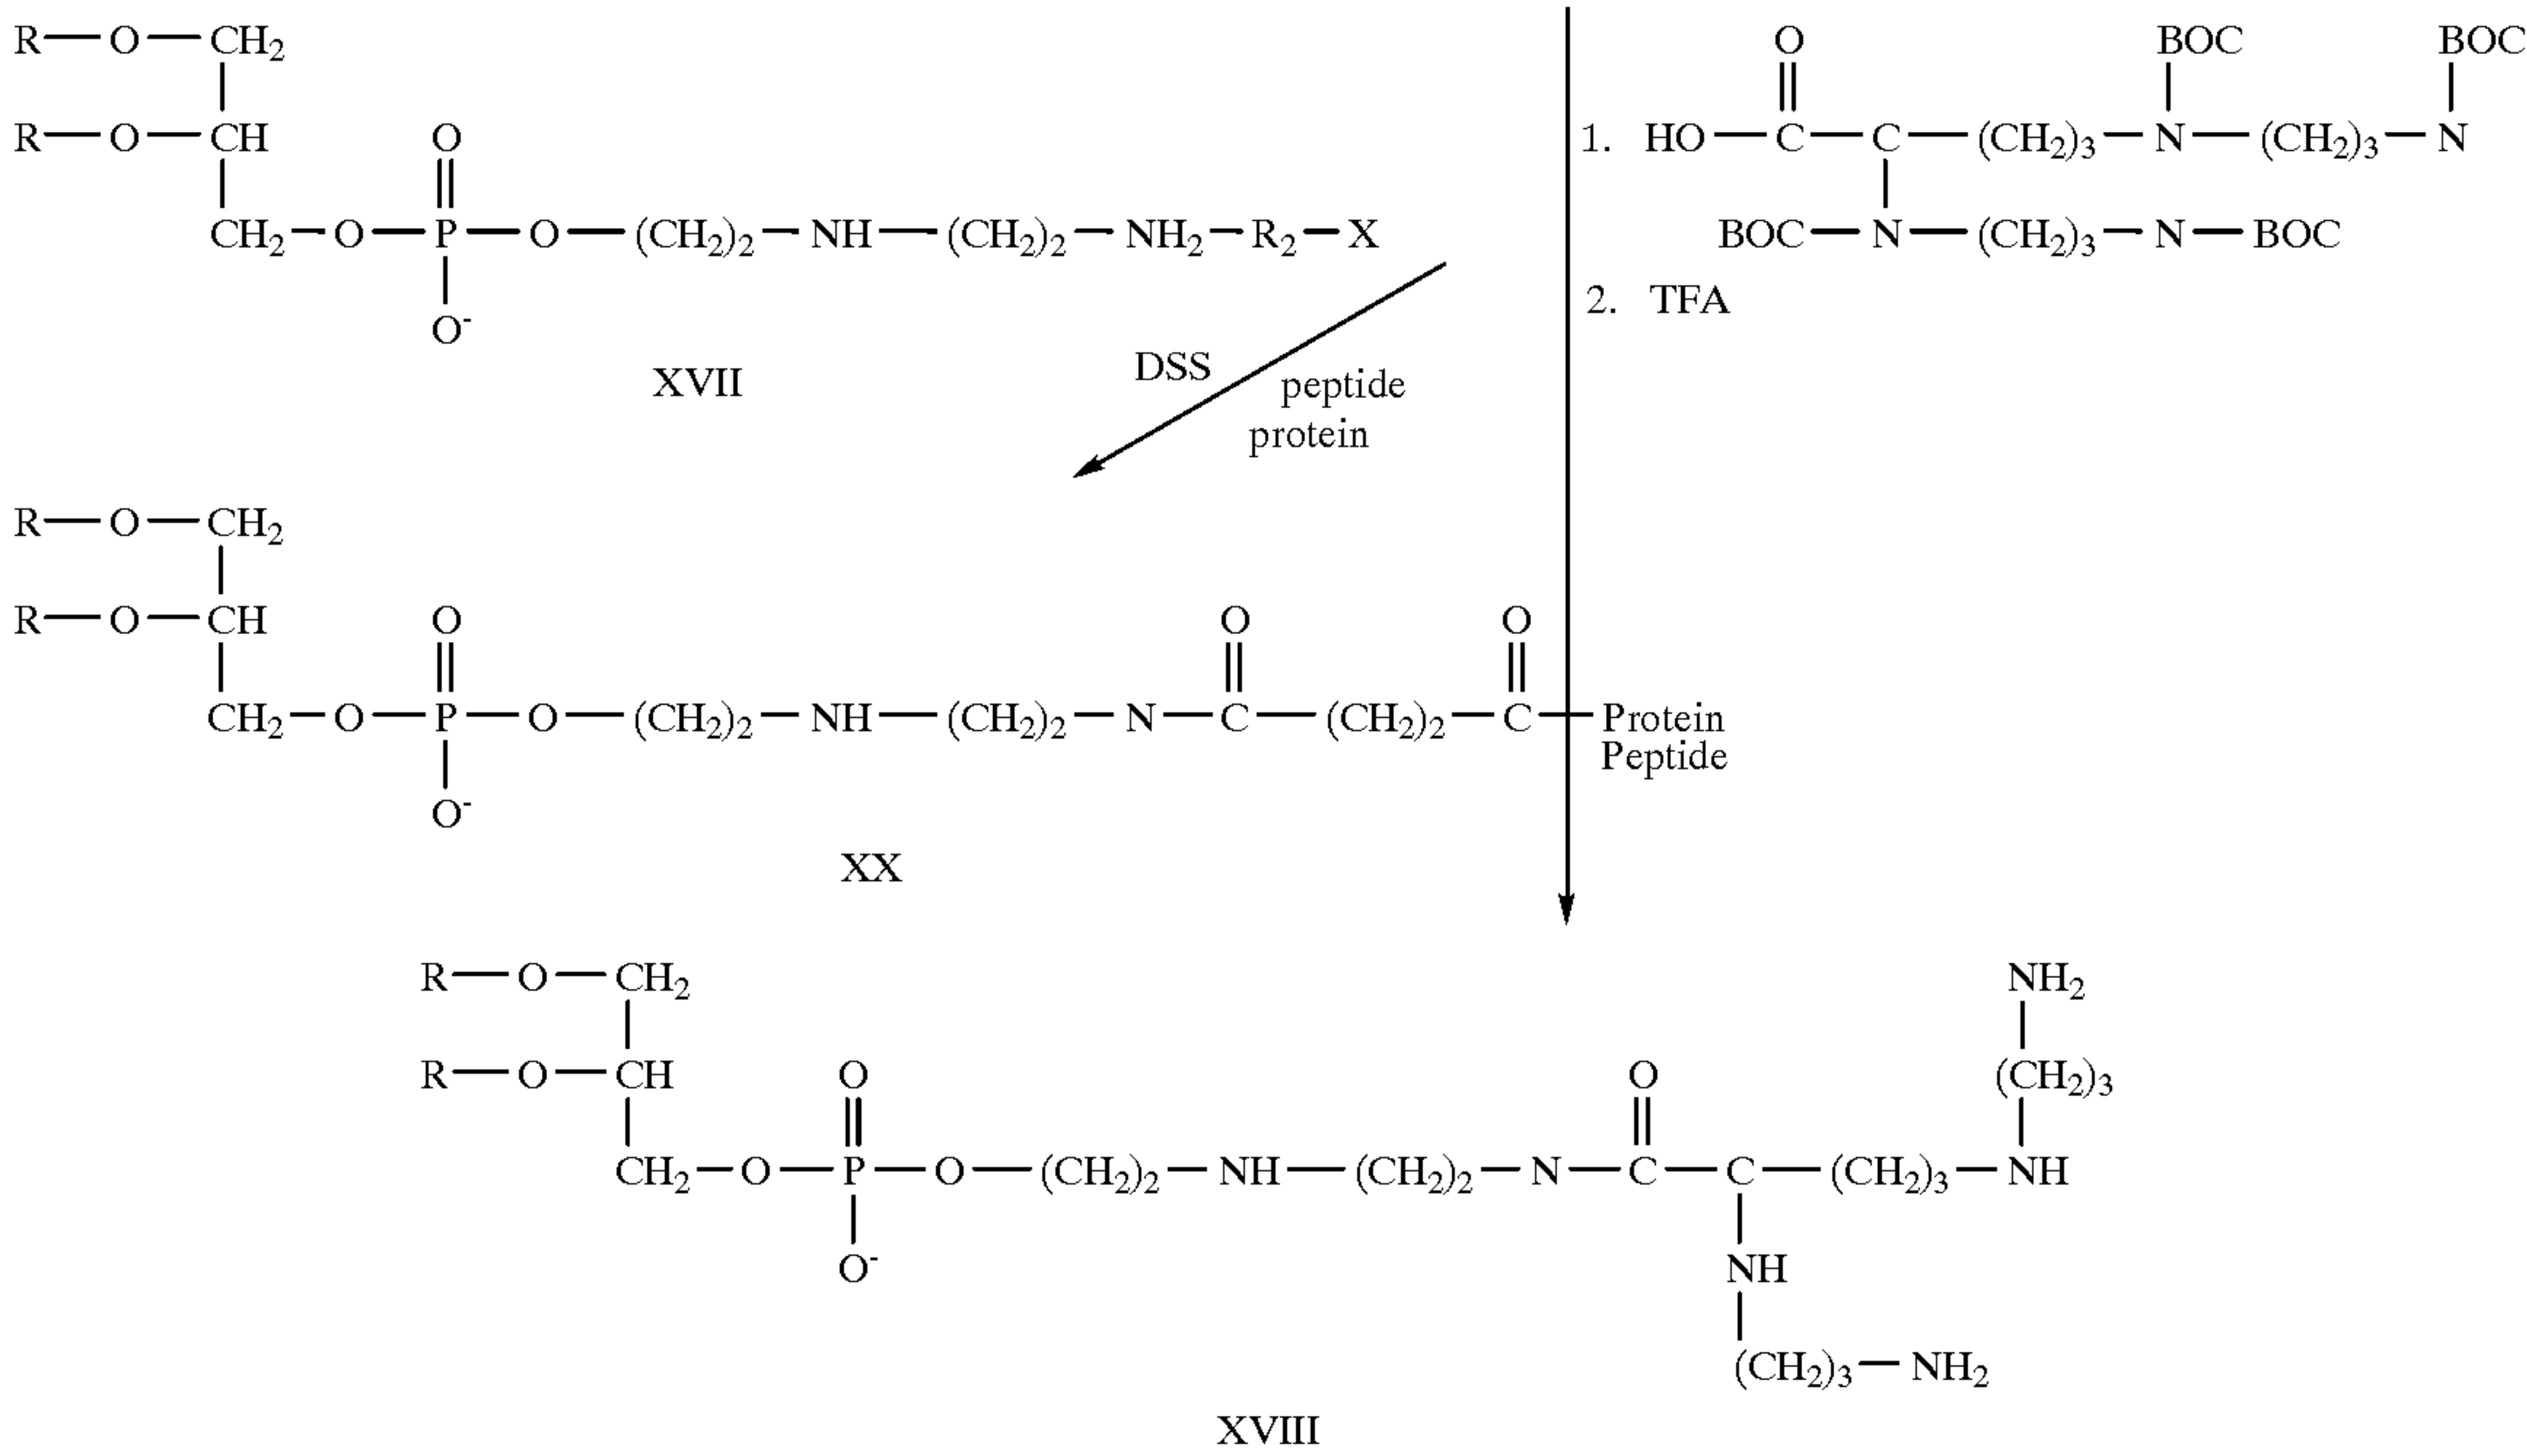 R—O—CH2
R—O—CH
O
CH2—O—P—O—(CH2)2—NH—(CH2)2—NH2—R2—X
O-
XVII
O
BOC
BOC
1. HO—C—C—(CH2)3—N—(CH2)3—N
BOC—N—(CH2)3—N—BOC
2. TFA
DSS
peptide
protein
R—O—CH2
R—O—CH
O
O
O
CH2—O—P—O—(CH2)2—NH—(CH2)2—N—C—(CH2)2—C—Protein
Peptide
O-
XX
R—O—CH2
NH2
R—O—CH
O
O
(CH2)3
CH2—O—P—O—(CH2)2—NH—(CH2)2—N—C—C—(CH2)3—NH
O-
NH
(CH2)3—NH2
XVIII